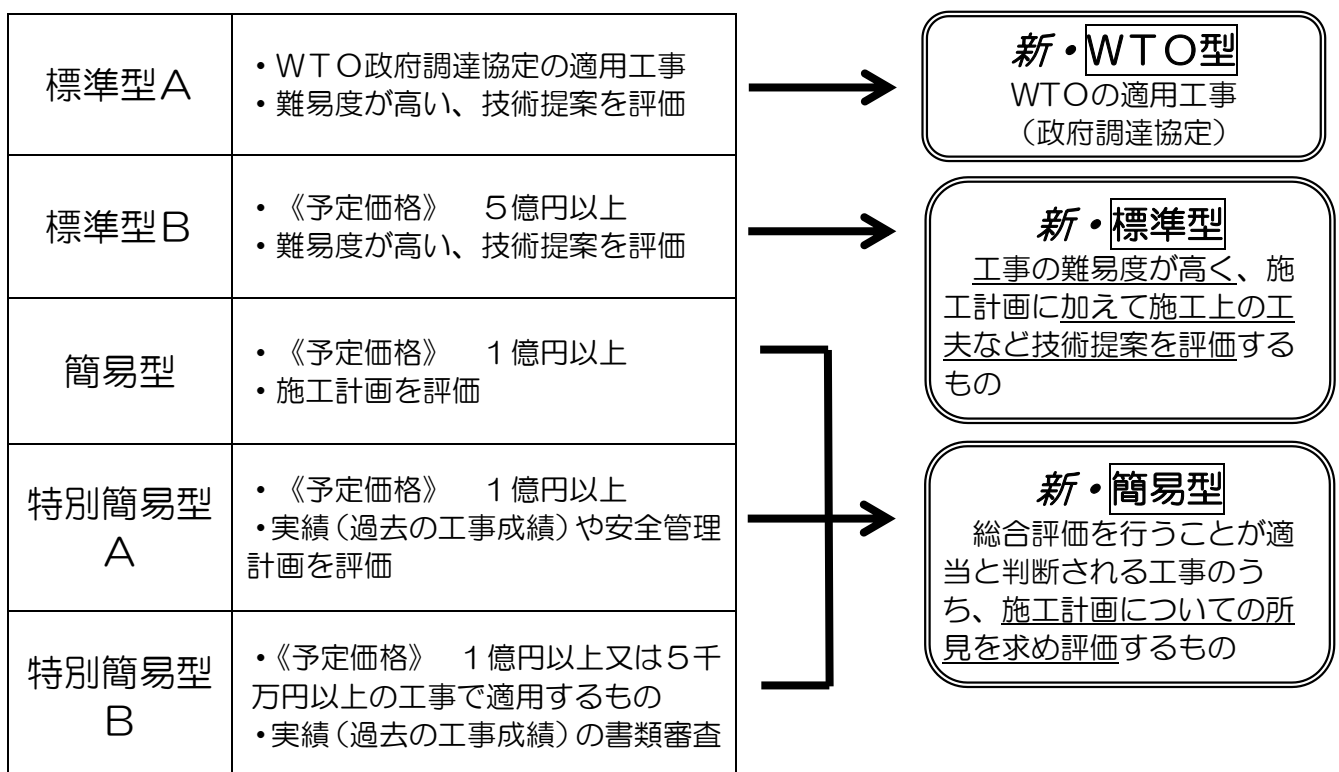 標準型A
・WTO政府調達協定の適用工事
・難易度が高い、技術提案を評価
新・WTO型
WTOの適用工事
(政府調達協定)
標準型B
・《予定価格》 5億円以上
・難易度が高い、技術提案を評価
新・標準型
工事の難易度が高く、施
工計画に加えて施工上の工
夫など技術提案を評価する
もの
簡易型
・《予定価格》 1億円以上
・施工計画を評価
特別簡易型
A
・《予定価格》 1億円以上
・実績(過去の工事成績)や安全管理
計画を評価
特別簡易型
B
・《予定価格》 1億円以上又は5千
万円以上の工事で適用するもの
・実績(過去の工事成績)の書類審査
新・簡易型
総合評価を行うことが適
当と判断される工事のう
ち、施工計画についての所
見を求め評価するもの